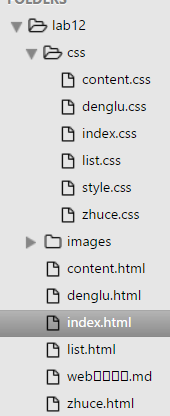 FOLDERS
lab12
css
content.css
denglu.css
index.css
list.css
style.css
zhuce.css
images
content.html
denglu.html
index.html
list.html
web□□□□.md
zhuce.html